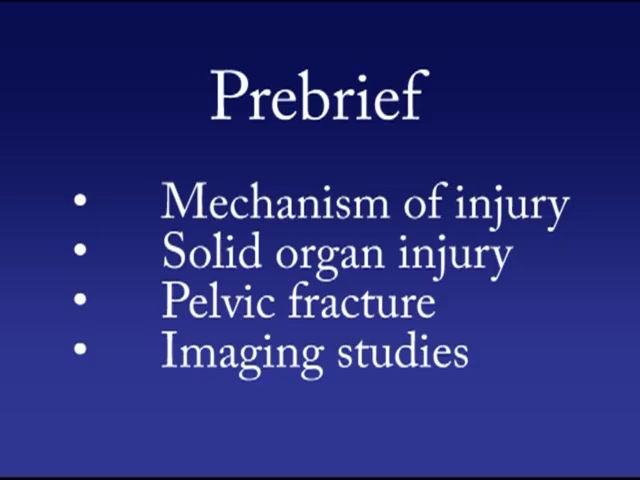 Prebrief
• Mechanism of injury
• Solid organ injury
• Pelvic fracture
• Imaging studies